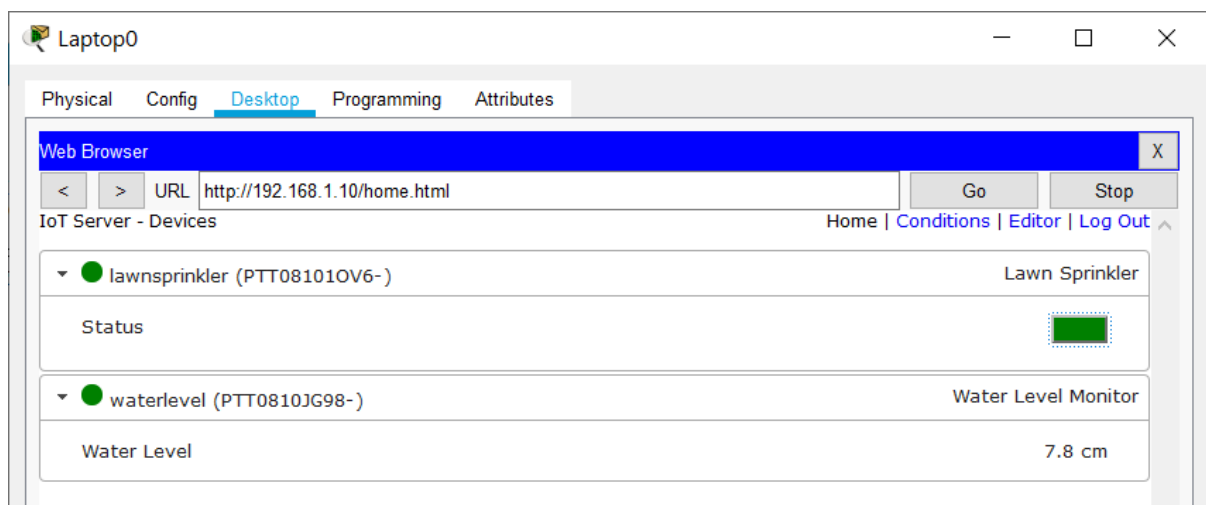 Laptop0
Physical Config Desktop Programming Attributes
Web Browser X
< > URL http://192.168.1.10/home.html Go Stop
IoT Server - Devices Home | Conditions | Editor | Log Out
lawnsprinkler (PTT08101OV6-) Lawn Sprinkler
Status
waterlevel (PTT0810JG98-) Water Level Monitor
Water Level 7.8 cm